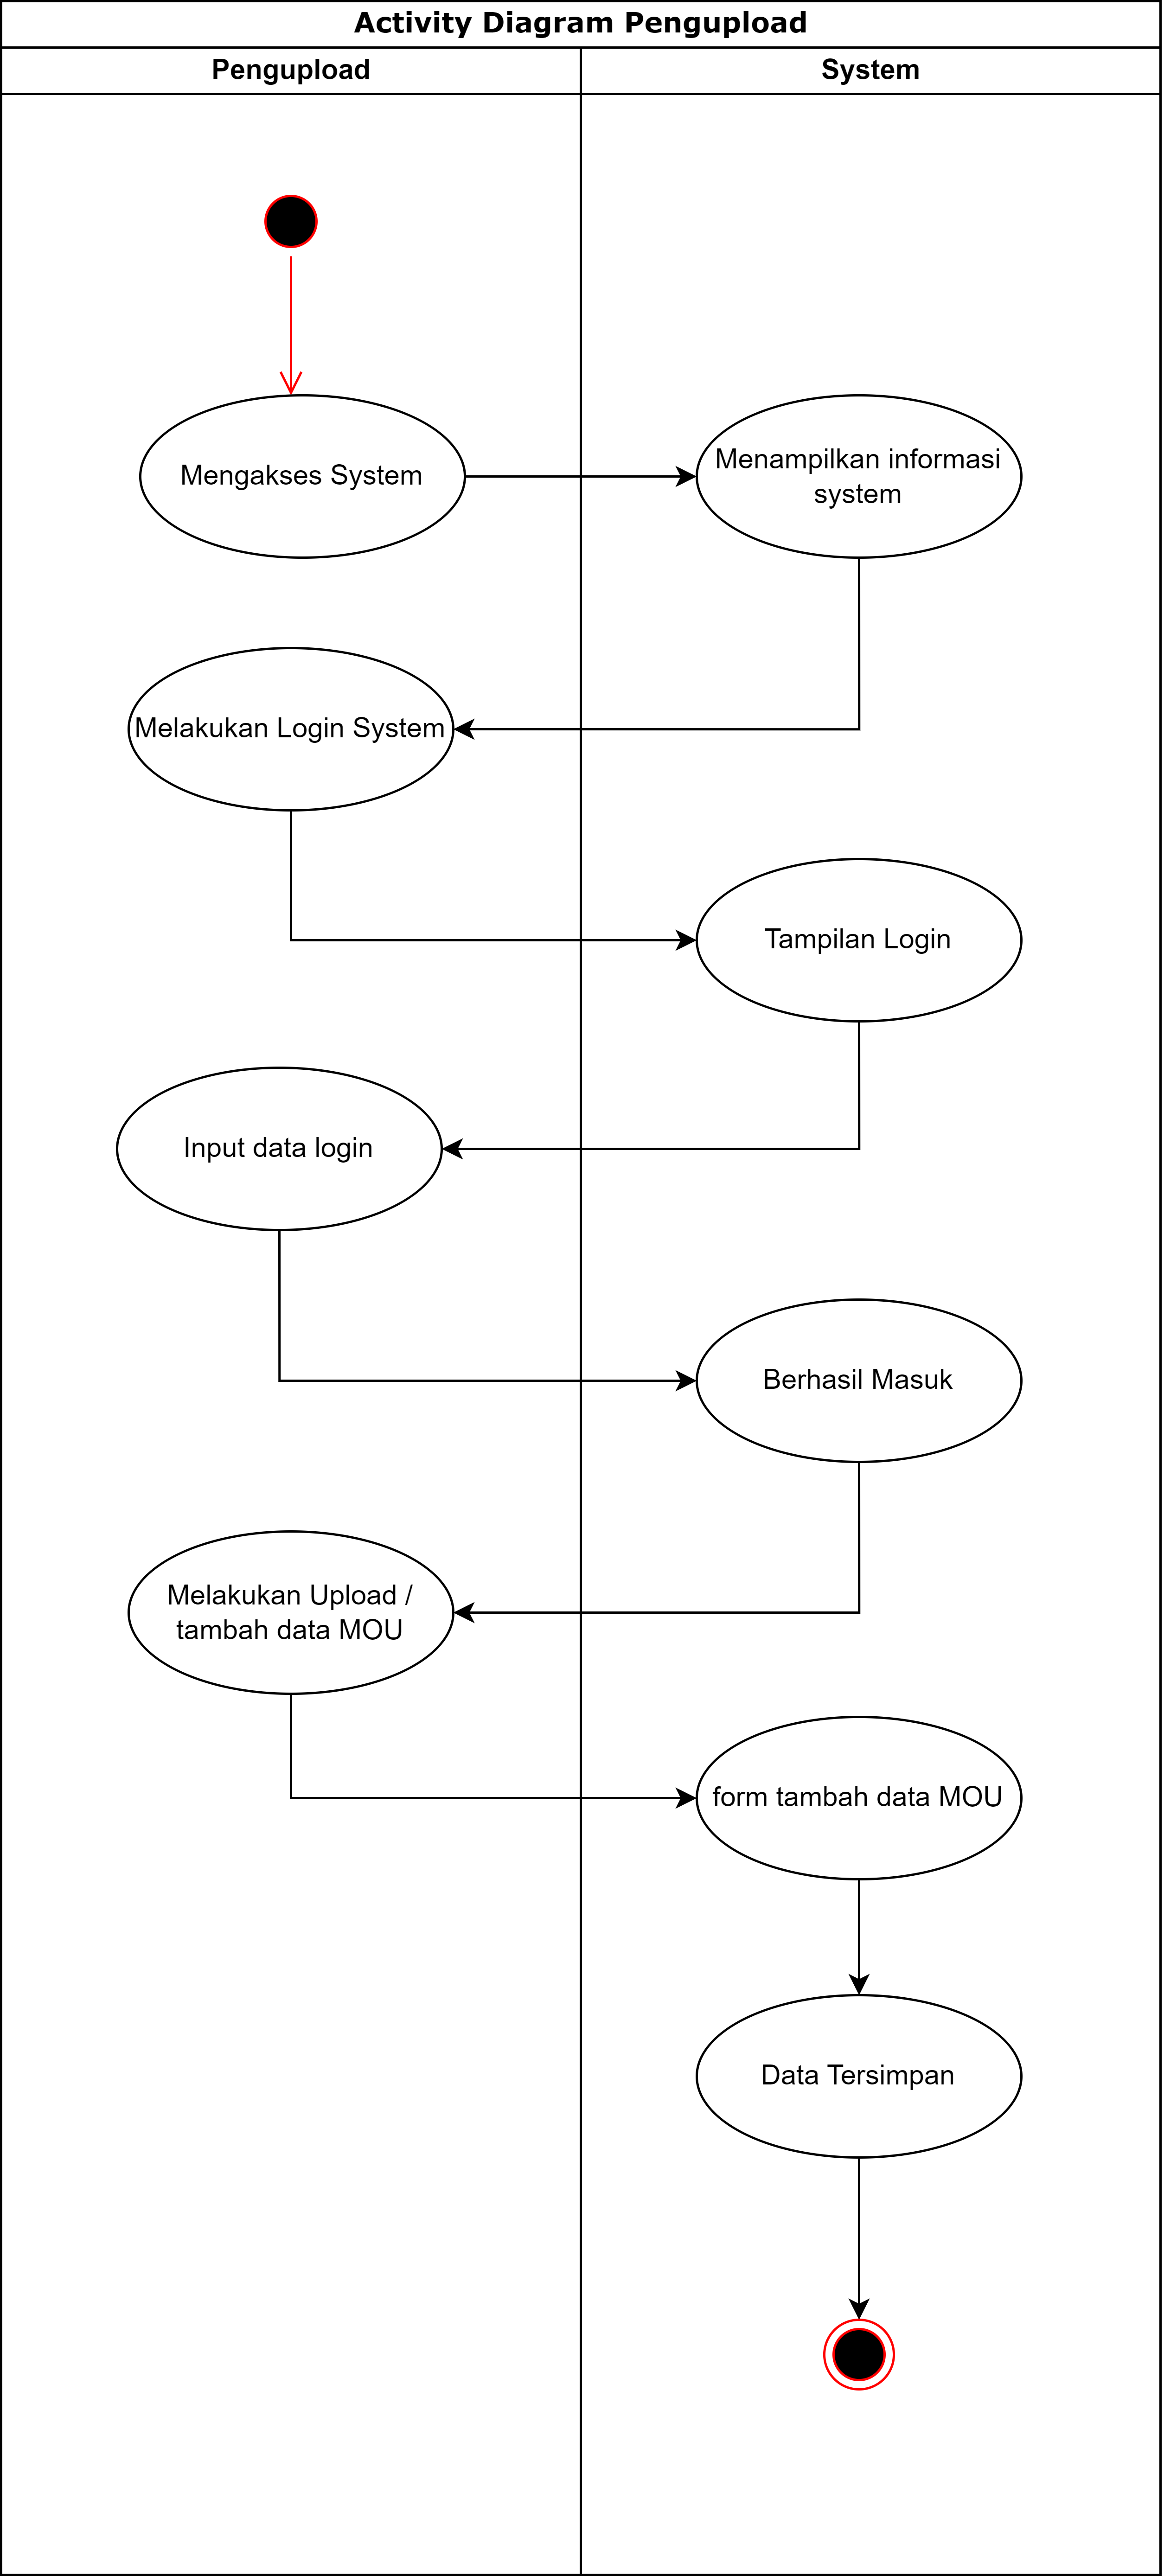 Activity Diagram Pengupload
Pengupload
System
Mengakses System
Menampilkan informasi
system
Melakukan Login System
Tampilan Login
Input data login
Berhasil Masuk
Melakukan Upload /
tambah data MOU
form tambah data MOU
Data Tersimpan